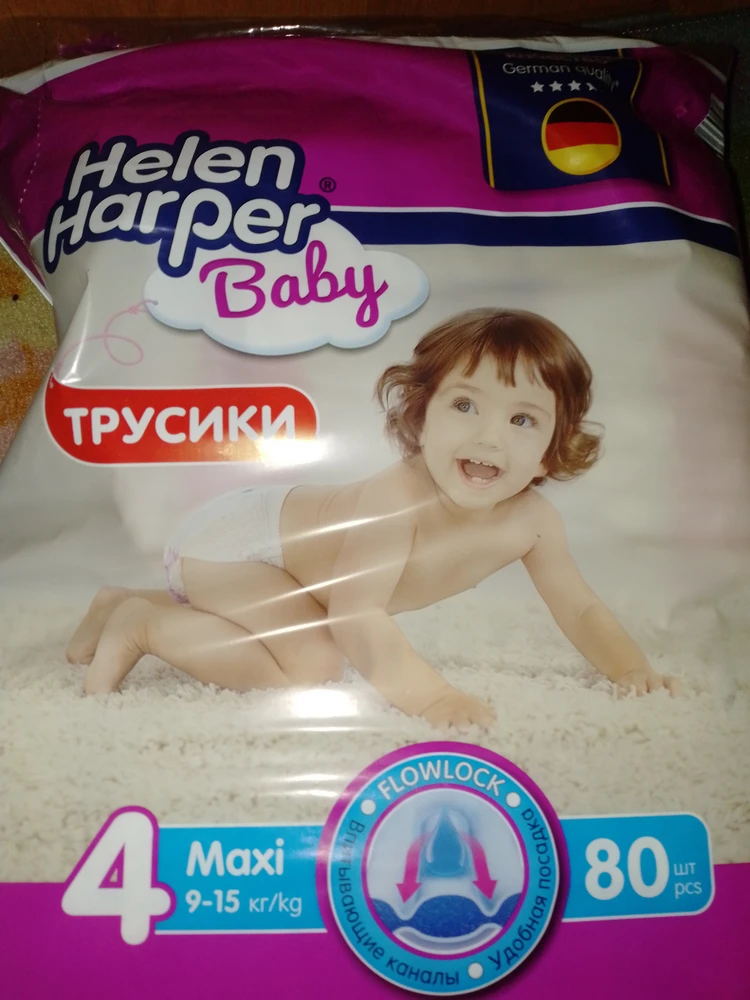 German quality
Helen
Harper®
Baby
ТРУСИКИ
FLOWLOCK
Впитывающие каналы
Удобная посадка
4
Maxi
9-15 кг/kg
80 шт
pcs